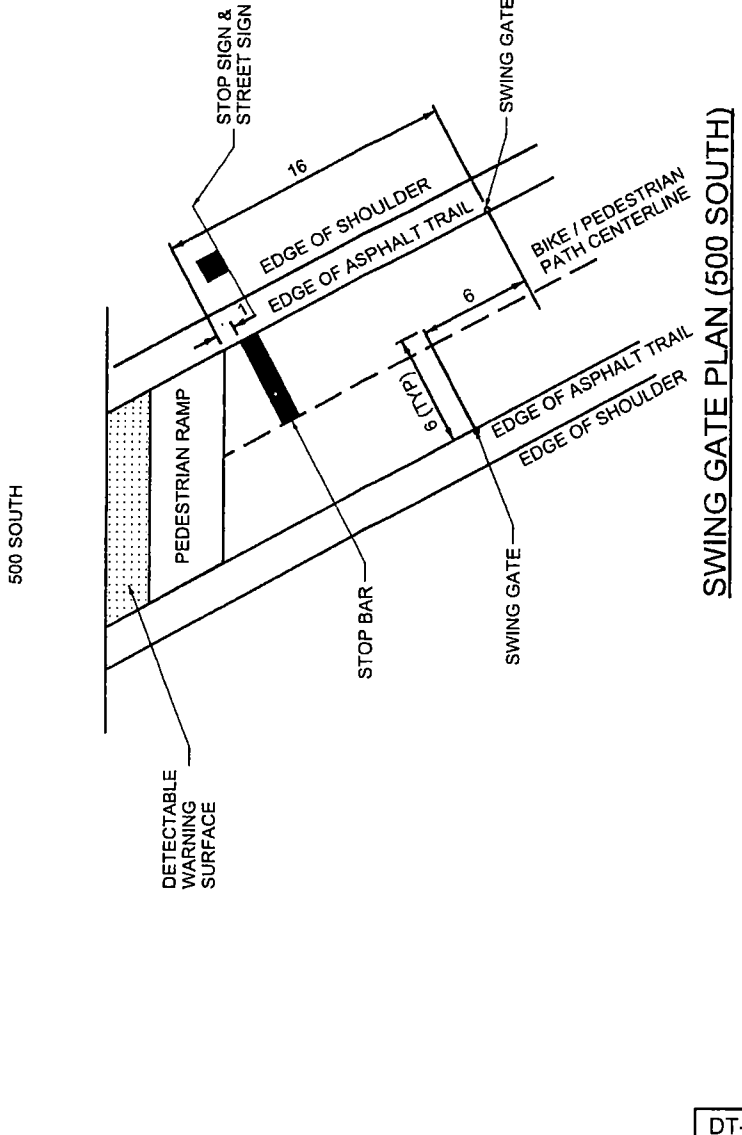 500 SOUTH
STOP SIGN &
STREET SIGN
SWING GATE
16
EDGE OF SHOULDER
EDGE OF ASPHALT TRAIL
1
PEDESTRIAN RAMP
DETECTABLE
WARNING
SURFACE
STOP BAR
6 (TYP)
6
BIKE / PEDESTRIAN
PATH CENTERLINE
SWING GATE
EDGE OF ASPHALT TRAIL
EDGE OF SHOULDER
SWING GATE PLAN (500 SOUTH)
DT-